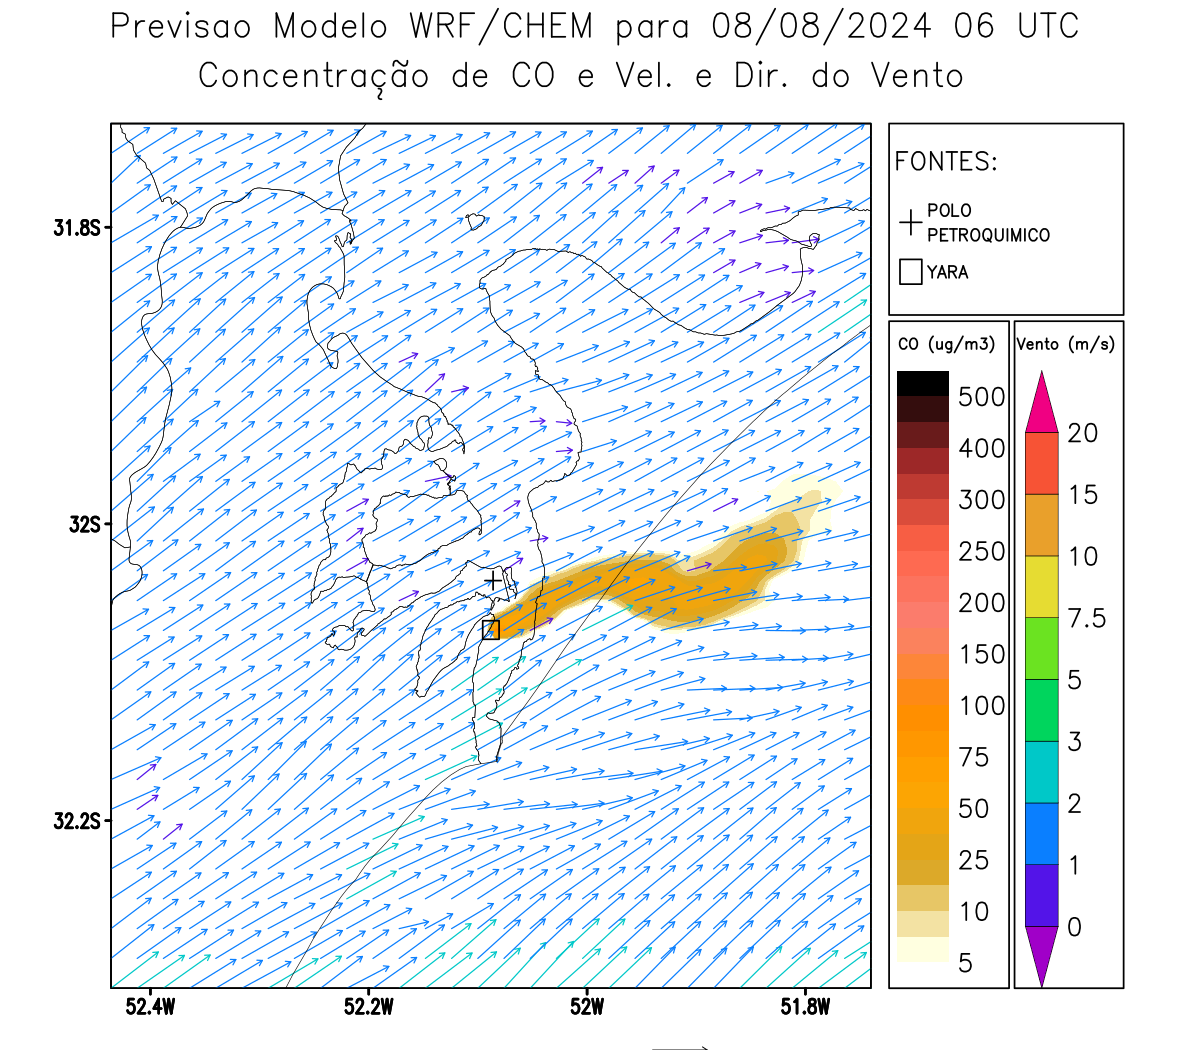 Previsao Modelo WRF/CHEM para 08/08/2024 06 UTC
Concentração de CO e Vel. e Dir. do Vento
FONTES:
POLO
PETROQUIMICO
YARA
31.8S
32S
32.2S
52.4W
52.2W
52W
51.8W
CO (ug/m3)
500
400
300
250
200
150
100
75
50
25
10
5
Vento (m/s)
20
15
10
7.5
5
3
2
1
0